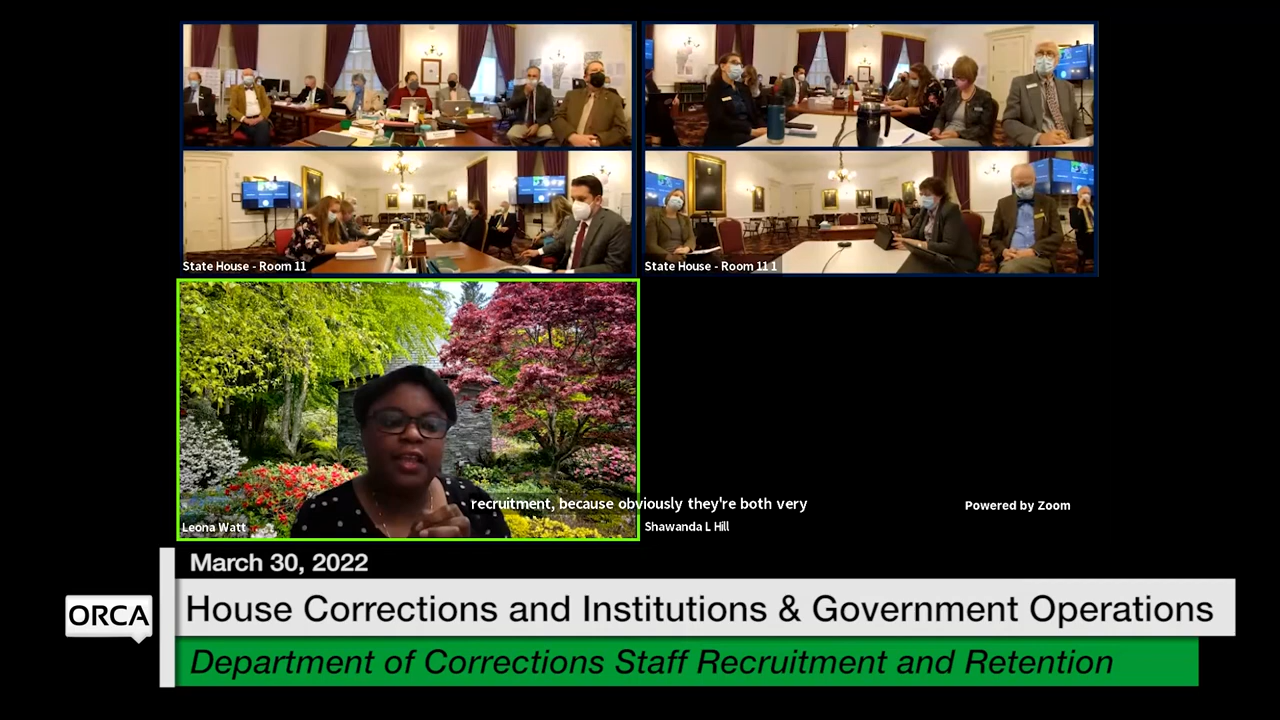 State House - Room 11
State House - Room 11 1
recruitment, because obviously they're both very
Powered by Zoom
Leona Watt
Shawanda L Hill
March 30, 2022
ORCA
House Corrections and Institutions & Government Operations
Department of Corrections Staff Recruitment and Retention